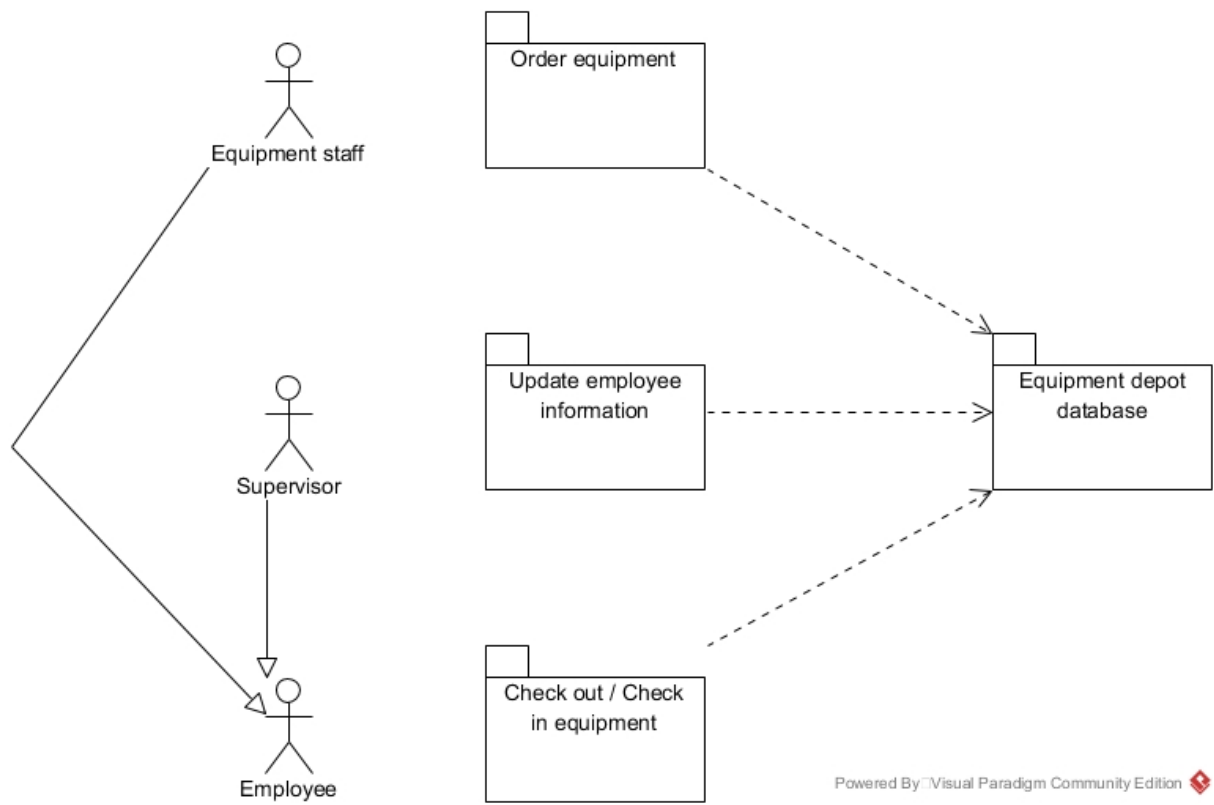 Order equipment
Equipment staff
Update employee
information
Equipment depot
database
Supervisor
Check out / Check
in equipment
Employee
Powered By Visual Paradigm Community Edition